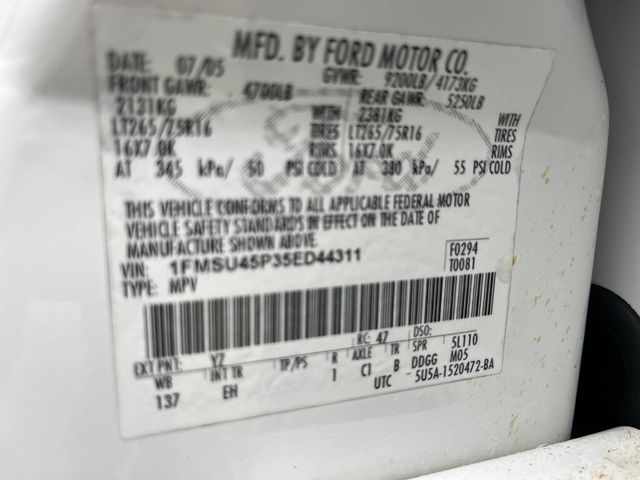 MFD. BY FORD MOTOR CO.
DATE: 07/05 GVWR: 9200LB/4173KG
FRONT GAWR: 4700LB REAR GAWR: 5250LB
2131KG WITH 2381KG WITH
LT265/75R16 TIRES LT265/75R16 TIRES
16X7.0K RIMS 16X7.0K RIMS
AT 345 kPa/ 50 PSI COLD AT 380 kPa/ 55 PSI COLD
THIS VEHICLE CONFORMS TO ALL APPLICABLE FEDERAL MOTOR
VEHICLE SAFETY STANDARDS IN EFFECT ON THE DATE OF
MANUFACTURE SHOWN ABOVE.
VIN: 1FMSU45P35ED44311 F0294
TYPE: MPV T0081
EXT PNT: YZ RC: 47 DSO:
WB INT TR TP/PS R AXLE TR SPR 5L110
137 EH 1 C1 B DDGG M05
UTC 5U5A-1520472-BA